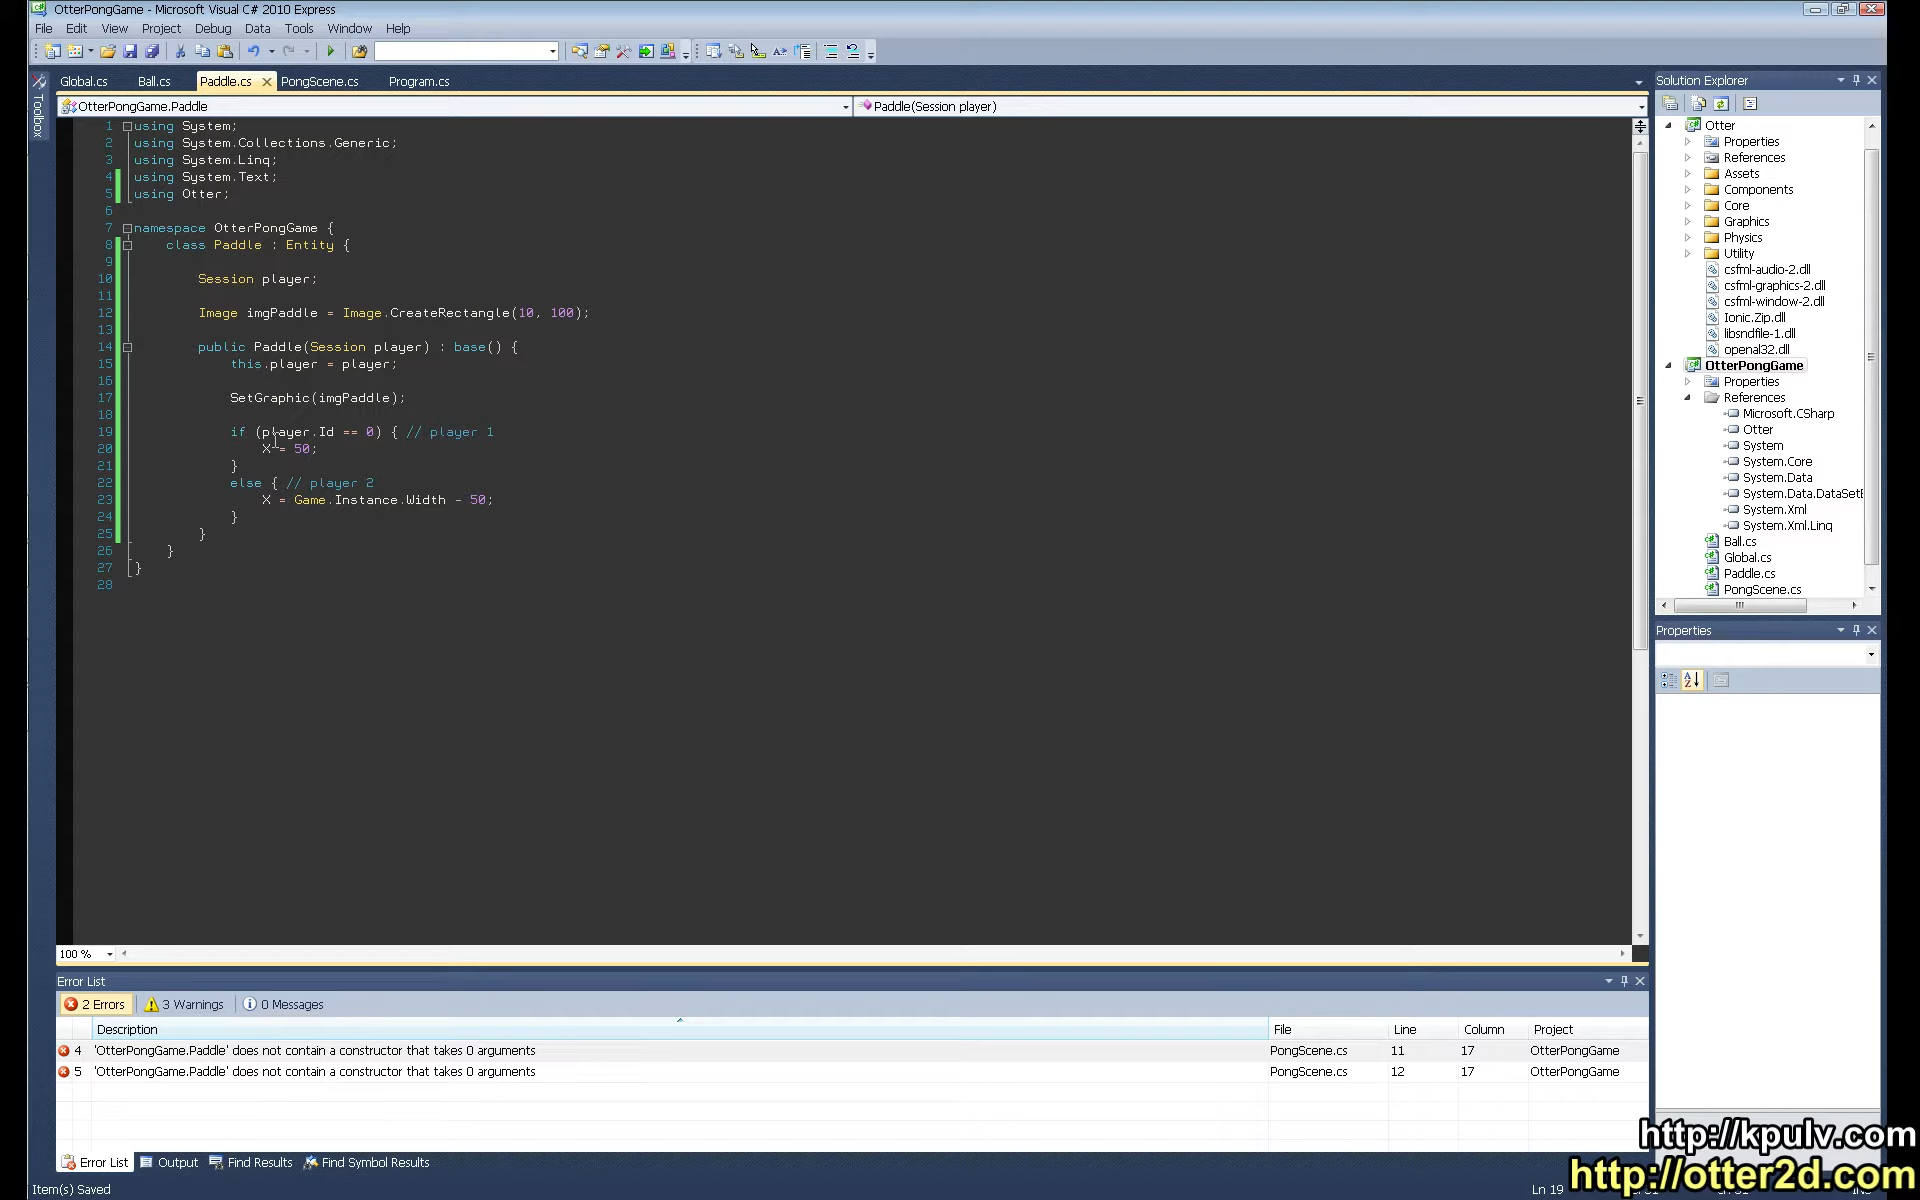 OtterPongGame - Microsoft Visual C# 2010 Express
File Edit View Project Debug Data Tools Window Help
Global.cs Ball.cs Paddle.cs PongScene.cs Program.cs
Toolbox
OtterPongGame.Paddle
Paddle(Session player)
1 using System;
2 using System.Collections.Generic;
3 using System.Linq;
4 using System.Text;
5 using Otter;
6
7 namespace OtterPongGame {
8 class Paddle : Entity {
9
10 Session player;
11
12 Image imgPaddle = Image.CreateRectangle(10, 100);
13
14 public Paddle(Session player) : base() {
15 this.player = player;
16
17 SetGraphic(imgPaddle);
18
19 if (player.Id == 0) { // player 1
20 X = 50;
21 }
22 else { // player 2
23 X = Game.Instance.Width - 50;
24 }
25 }
26 }
27 }
28
100 %
Solution Explorer
Otter
Properties
References
Assets
Components
Core
Graphics
Physics
Utility
csfml-audio-2.dll
csfml-graphics-2.dll
csfml-window-2.dll
Ionic.Zip.dll
libsndfile-1.dll
openal32.dll
OtterPongGame
Properties
References
Microsoft.CSharp
Otter
System
System.Core
System.Data
System.Data.DataSetE
System.Xml
System.Xml.Linq
Ball.cs
Global.cs
Paddle.cs
PongScene.cs
Properties
Error List
2 Errors 3 Warnings 0 Messages
Description File Line Column Project
4 'OtterPongGame.Paddle' does not contain a constructor that takes 0 arguments PongScene.cs 11 17 OtterPongGame
5 'OtterPongGame.Paddle' does not contain a constructor that takes 0 arguments PongScene.cs 12 17 OtterPongGame
Error List Output Find Results Find Symbol Results
Item(s) Saved
Ln 19
http://kpulv.com
http://otter2d.com